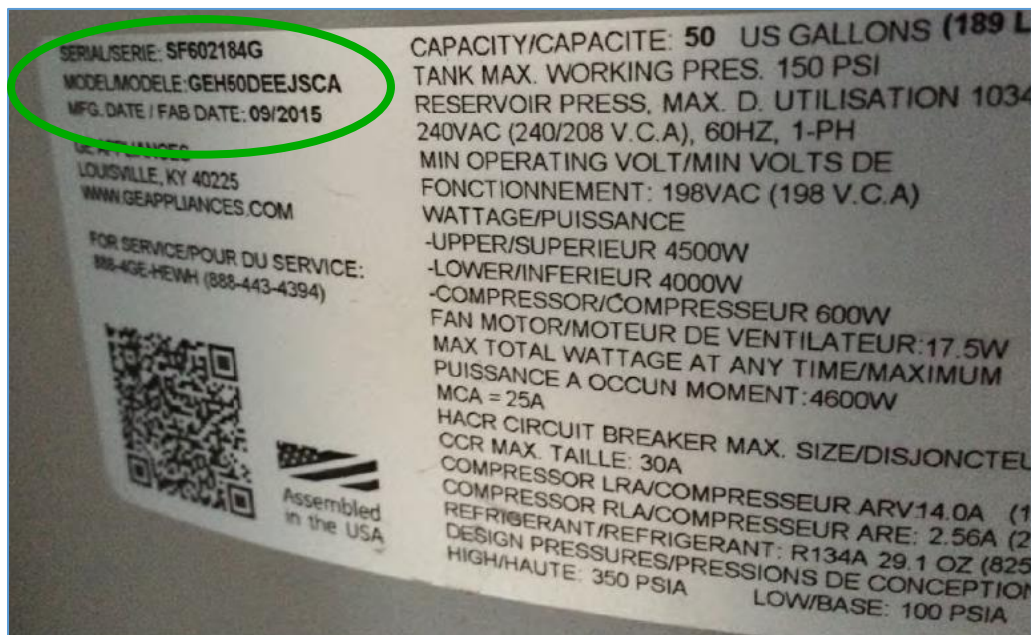 SERIAL/SERIE: SF602184G
MODEL/MODELE:GEH50DEEJSCA
MFG. DATE / FAB DATE: 09/2015
GE APPLIANCES
LOUISVILLE, KY 40225
WWW.GEAPPLIANCES.COM
FOR SERVICE/POUR DU SERVICE:
888-4GE-HEWH (888-443-4394)
Assembled
in the USA
CAPACITY/CAPACITE: 50 US GALLONS (189 L
TANK MAX. WORKING PRES. 150 PSI
RESERVOIR PRESS, MAX. D. UTILISATION 1034
240VAC (240/208 V.C.A), 60HZ, 1-PH
MIN OPERATING VOLT/MIN VOLTS DE
FONCTIONNEMENT: 198VAC (198 V.C.A)
WATTAGE/PUISSANCE
-UPPER/SUPERIEUR 4500W
-LOWER/INFERIEUR 4000W
-COMPRESSOR/COMPRESSEUR 600W
FAN MOTOR/MOTEUR DE VENTILATEUR:17.5W
MAX TOTAL WATTAGE AT ANY TIME/MAXIMUM
PUISSANCE A OCCUN MOMENT:4600W
MCA = 25A
HACR CIRCUIT BREAKER MAX. SIZE/DISJONCTEU
CCR MAX. TAILLE: 30A
COMPRESSOR LRA/COMPRESSEUR ARV:14.0A (1
COMPRESSOR RLA/COMPRESSEUR ARE: 2.56A (2
REFRIGERANT/REFRIGERANT: R134A 29.1 OZ (825
DESIGN PRESSURES/PRESSIONS DE CONCEPTION
HIGH/HAUTE: 350 PSIA LOW/BASE: 100 PSIA